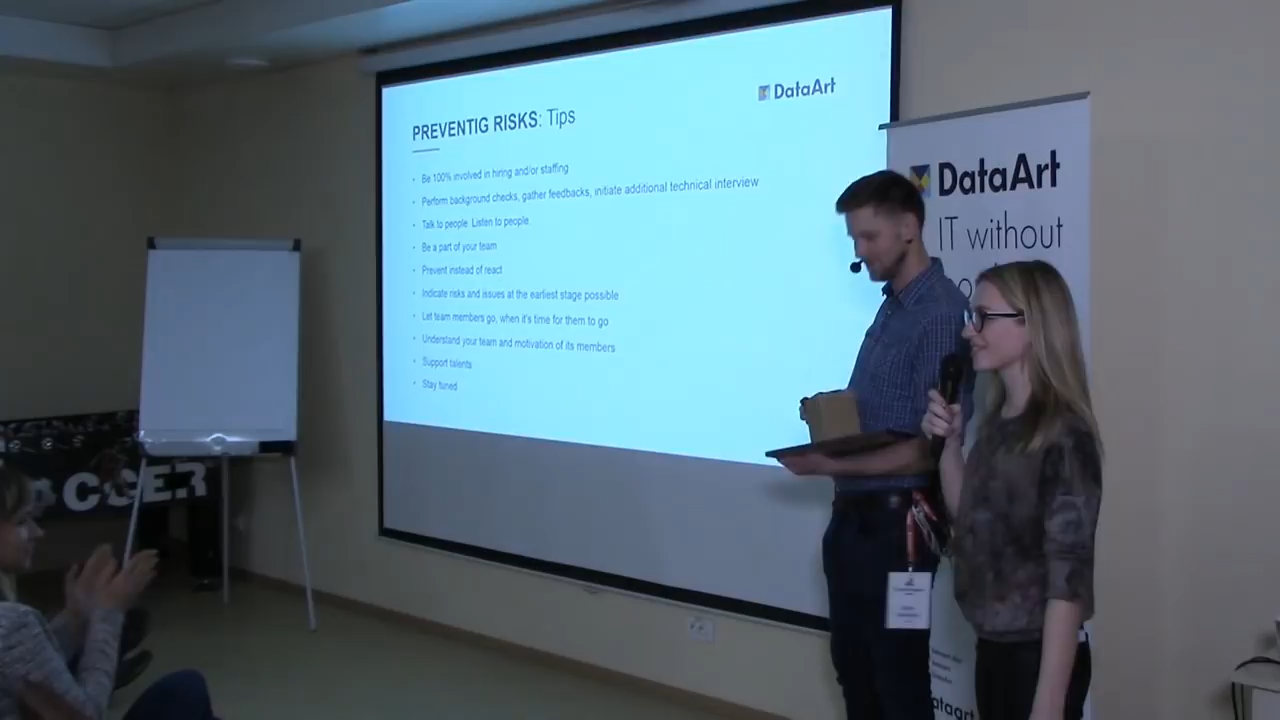 DataArt
PREVENTIG RISKS: Tips
Be 100% involved in hiring and/or staffing
Perform background checks, gather feedbacks, initiate additional technical interview
Talk to people. Listen to people.
Be a part of your team
Prevent instead of react
Indicate risks and issues at the earliest stage possible
Let team members go, when it's time for them to go
Understand your team and motivation of its members
Support talents
Stay tuned
DataArt
IT without
CCER